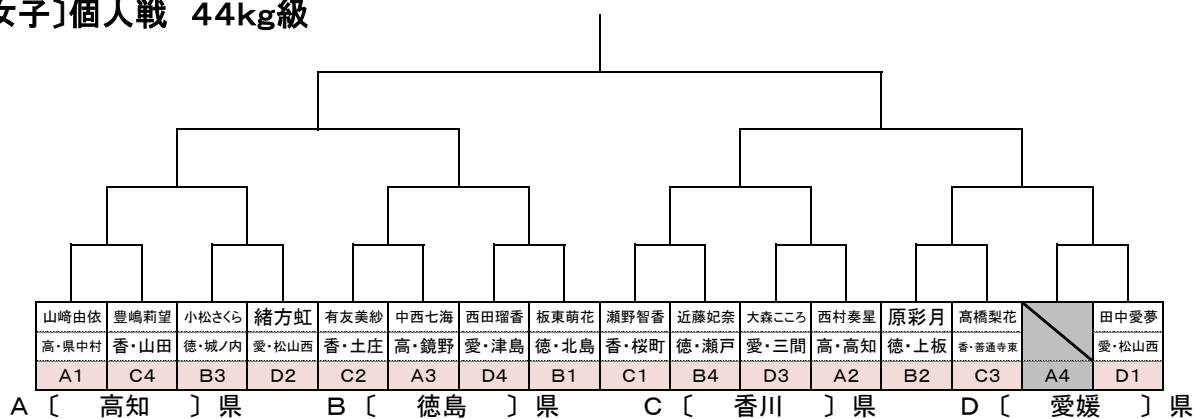 女子〕個人戦 44kg級
山﨑由依 豊嶋莉望 小松さくら 緒方虹 有友美紗 中西七海 西田瑠香 板東萌花 瀬野智香 近藤妃奈 大森こころ 西村奏星 原彩月 髙橋梨花 田中愛夢
高・県中村 香・山田 徳・城ノ内 愛・松山西 香・土庄 高・鏡野 愛・津島 徳・北島 香・桜町 徳・瀬戸 愛・三間 高・高知 徳・上板 香・善通寺東 愛・松山西
A1 C4 B3 D2 C2 A3 D4 B1 C1 B4 D3 A2 B2 C3 A4 D1
A 〔 高知 〕県 B 〔 徳島 〕県 C 〔 香川 〕県 D 〔 愛媛 〕県